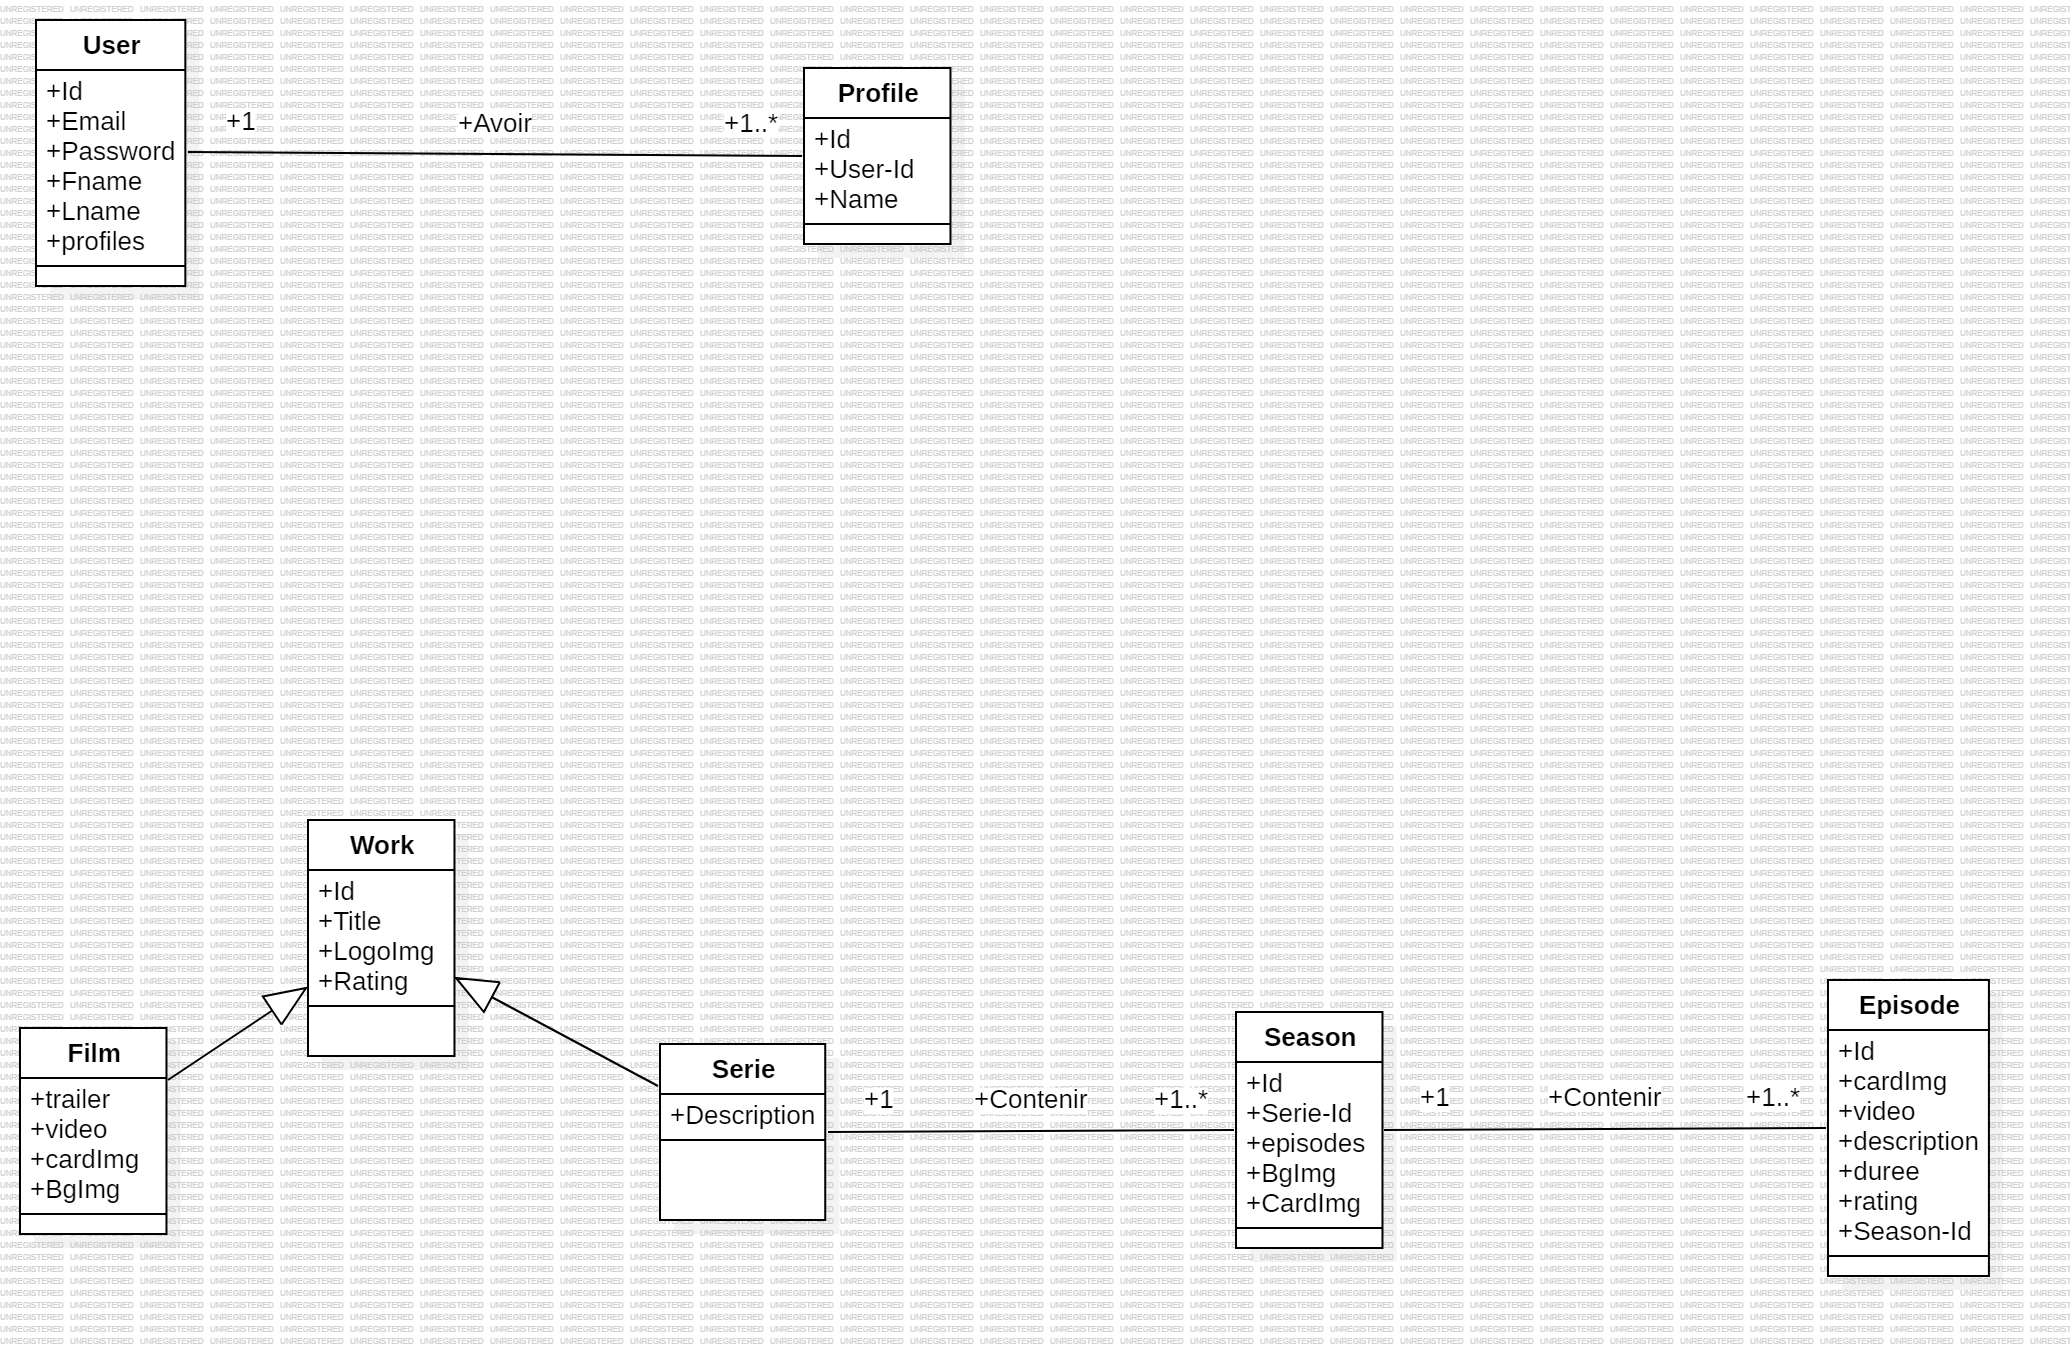 User
+Id
+Email
+Password
+Fname
+Lname
+profiles
+1
+Avoir
+1..*
Profile
+Id
+User-Id
+Name
Work
+Id
+Title
+LogoImg
+Rating
Film
+trailer
+video
+cardImg
+BgImg
Serie
+Description
+1
+Contenir
+1..*
Season
+Id
+Serie-Id
+episodes
+BgImg
+CardImg
+1
+Contenir
+1..*
Episode
+Id
+cardImg
+video
+description
+duree
+rating
+Season-Id
UNREGISTERED